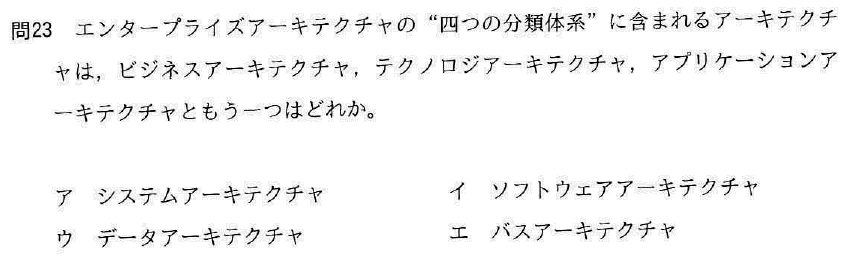 問23 エンタープライズアーキテクチャの“四つの分類体系”に含まれるアーキテクチ
ャは，ビジネスアーキテクチャ，テクノロジアーキテクチャ，アプリケーションア
ーキテクチャともう一つはどれか。
ア システムアーキテクチャ イ ソフトウェアアーキテクチャ
ウ データアーキテクチャ エ バスアーキテクチャ